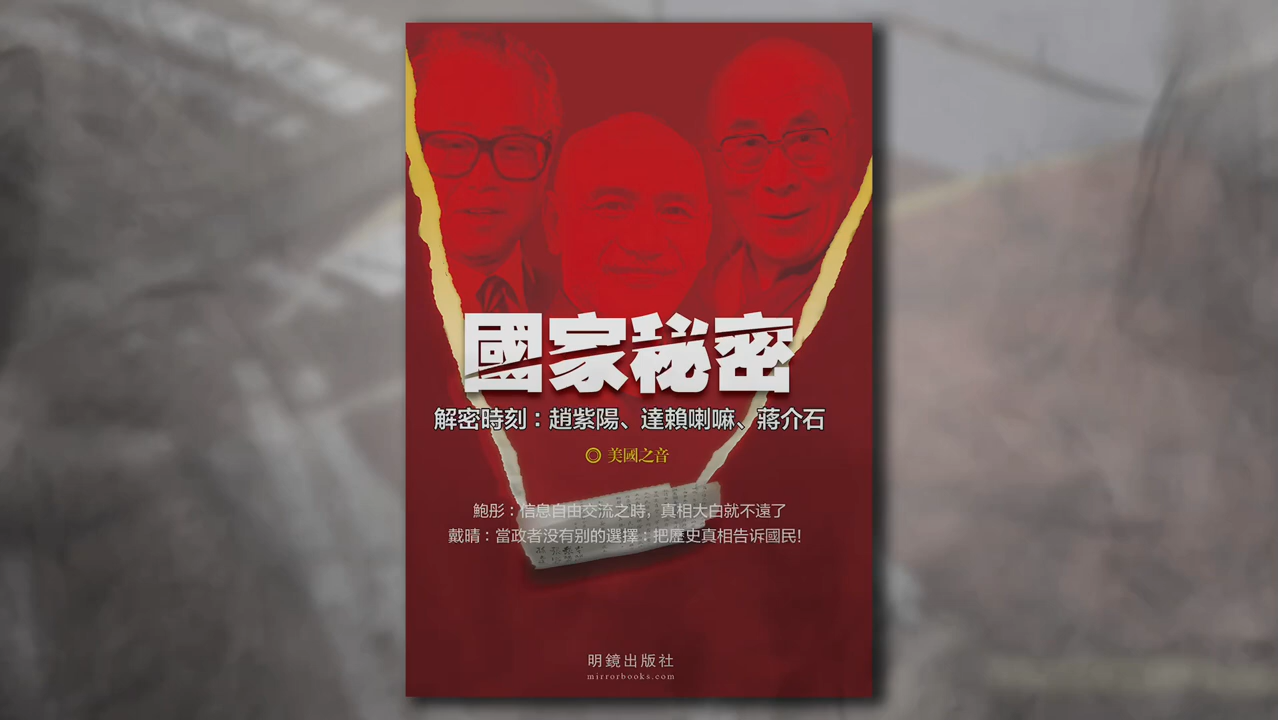 國家秘密
解密時刻：趙紫陽、達賴喇嘛、蔣介石
美國之音
鮑彤：信息自由交流之時，真相大白就不遠了
戴晴：當政者没有别的選擇：把歷史真相告诉國民！
明鏡出版社
mirrorbooks.com